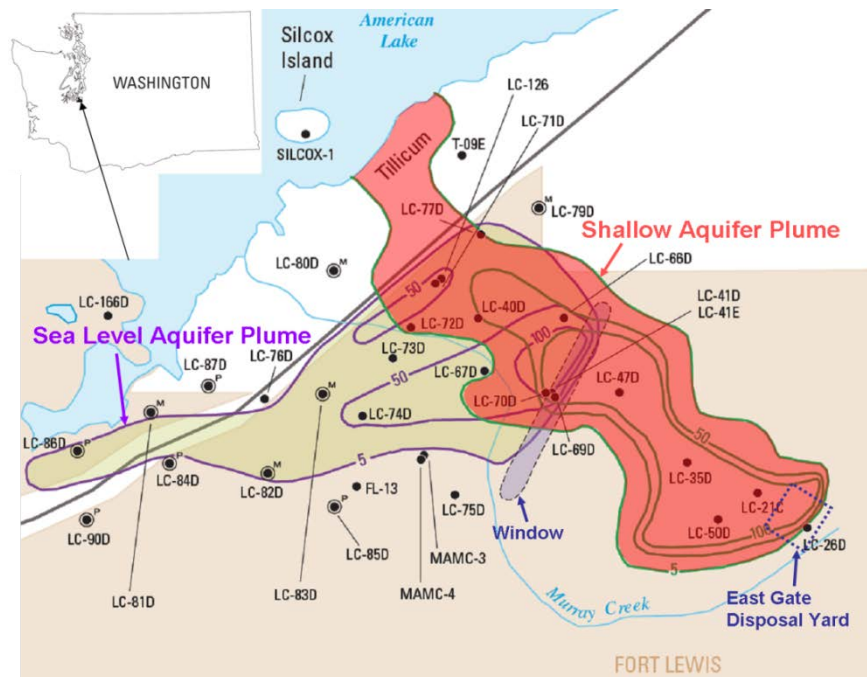 WASHINGTON
Silcox
Island
American
Lake
SILCOX-1
LC-126
LC-71D
T-09E
Tillicum
LC-77D
M
LC-79D
Shallow Aquifer Plume
LC-80D
M
LC-66D
50
LC-166D
LC-41D
LC-41E
LC-40D
Sea Level Aquifer Plume
LC-72D
100
LC-87D
P
LC-76D
LC-73D
LC-67D
50
M
LC-70D
LC-47D
M
LC-74D
50
LC-86D
P
LC-69D
5
LC-84D
P
LC-82D
M
LC-35D
FL-13
LC-75D
LC-21C
LC-90D
P
P
LC-85D
Window
LC-50D
100
LC-26D
MAMC-3
5
LC-81D
LC-83D
MAMC-4
Murray Creek
East Gate
Disposal Yard
FORT LEWIS